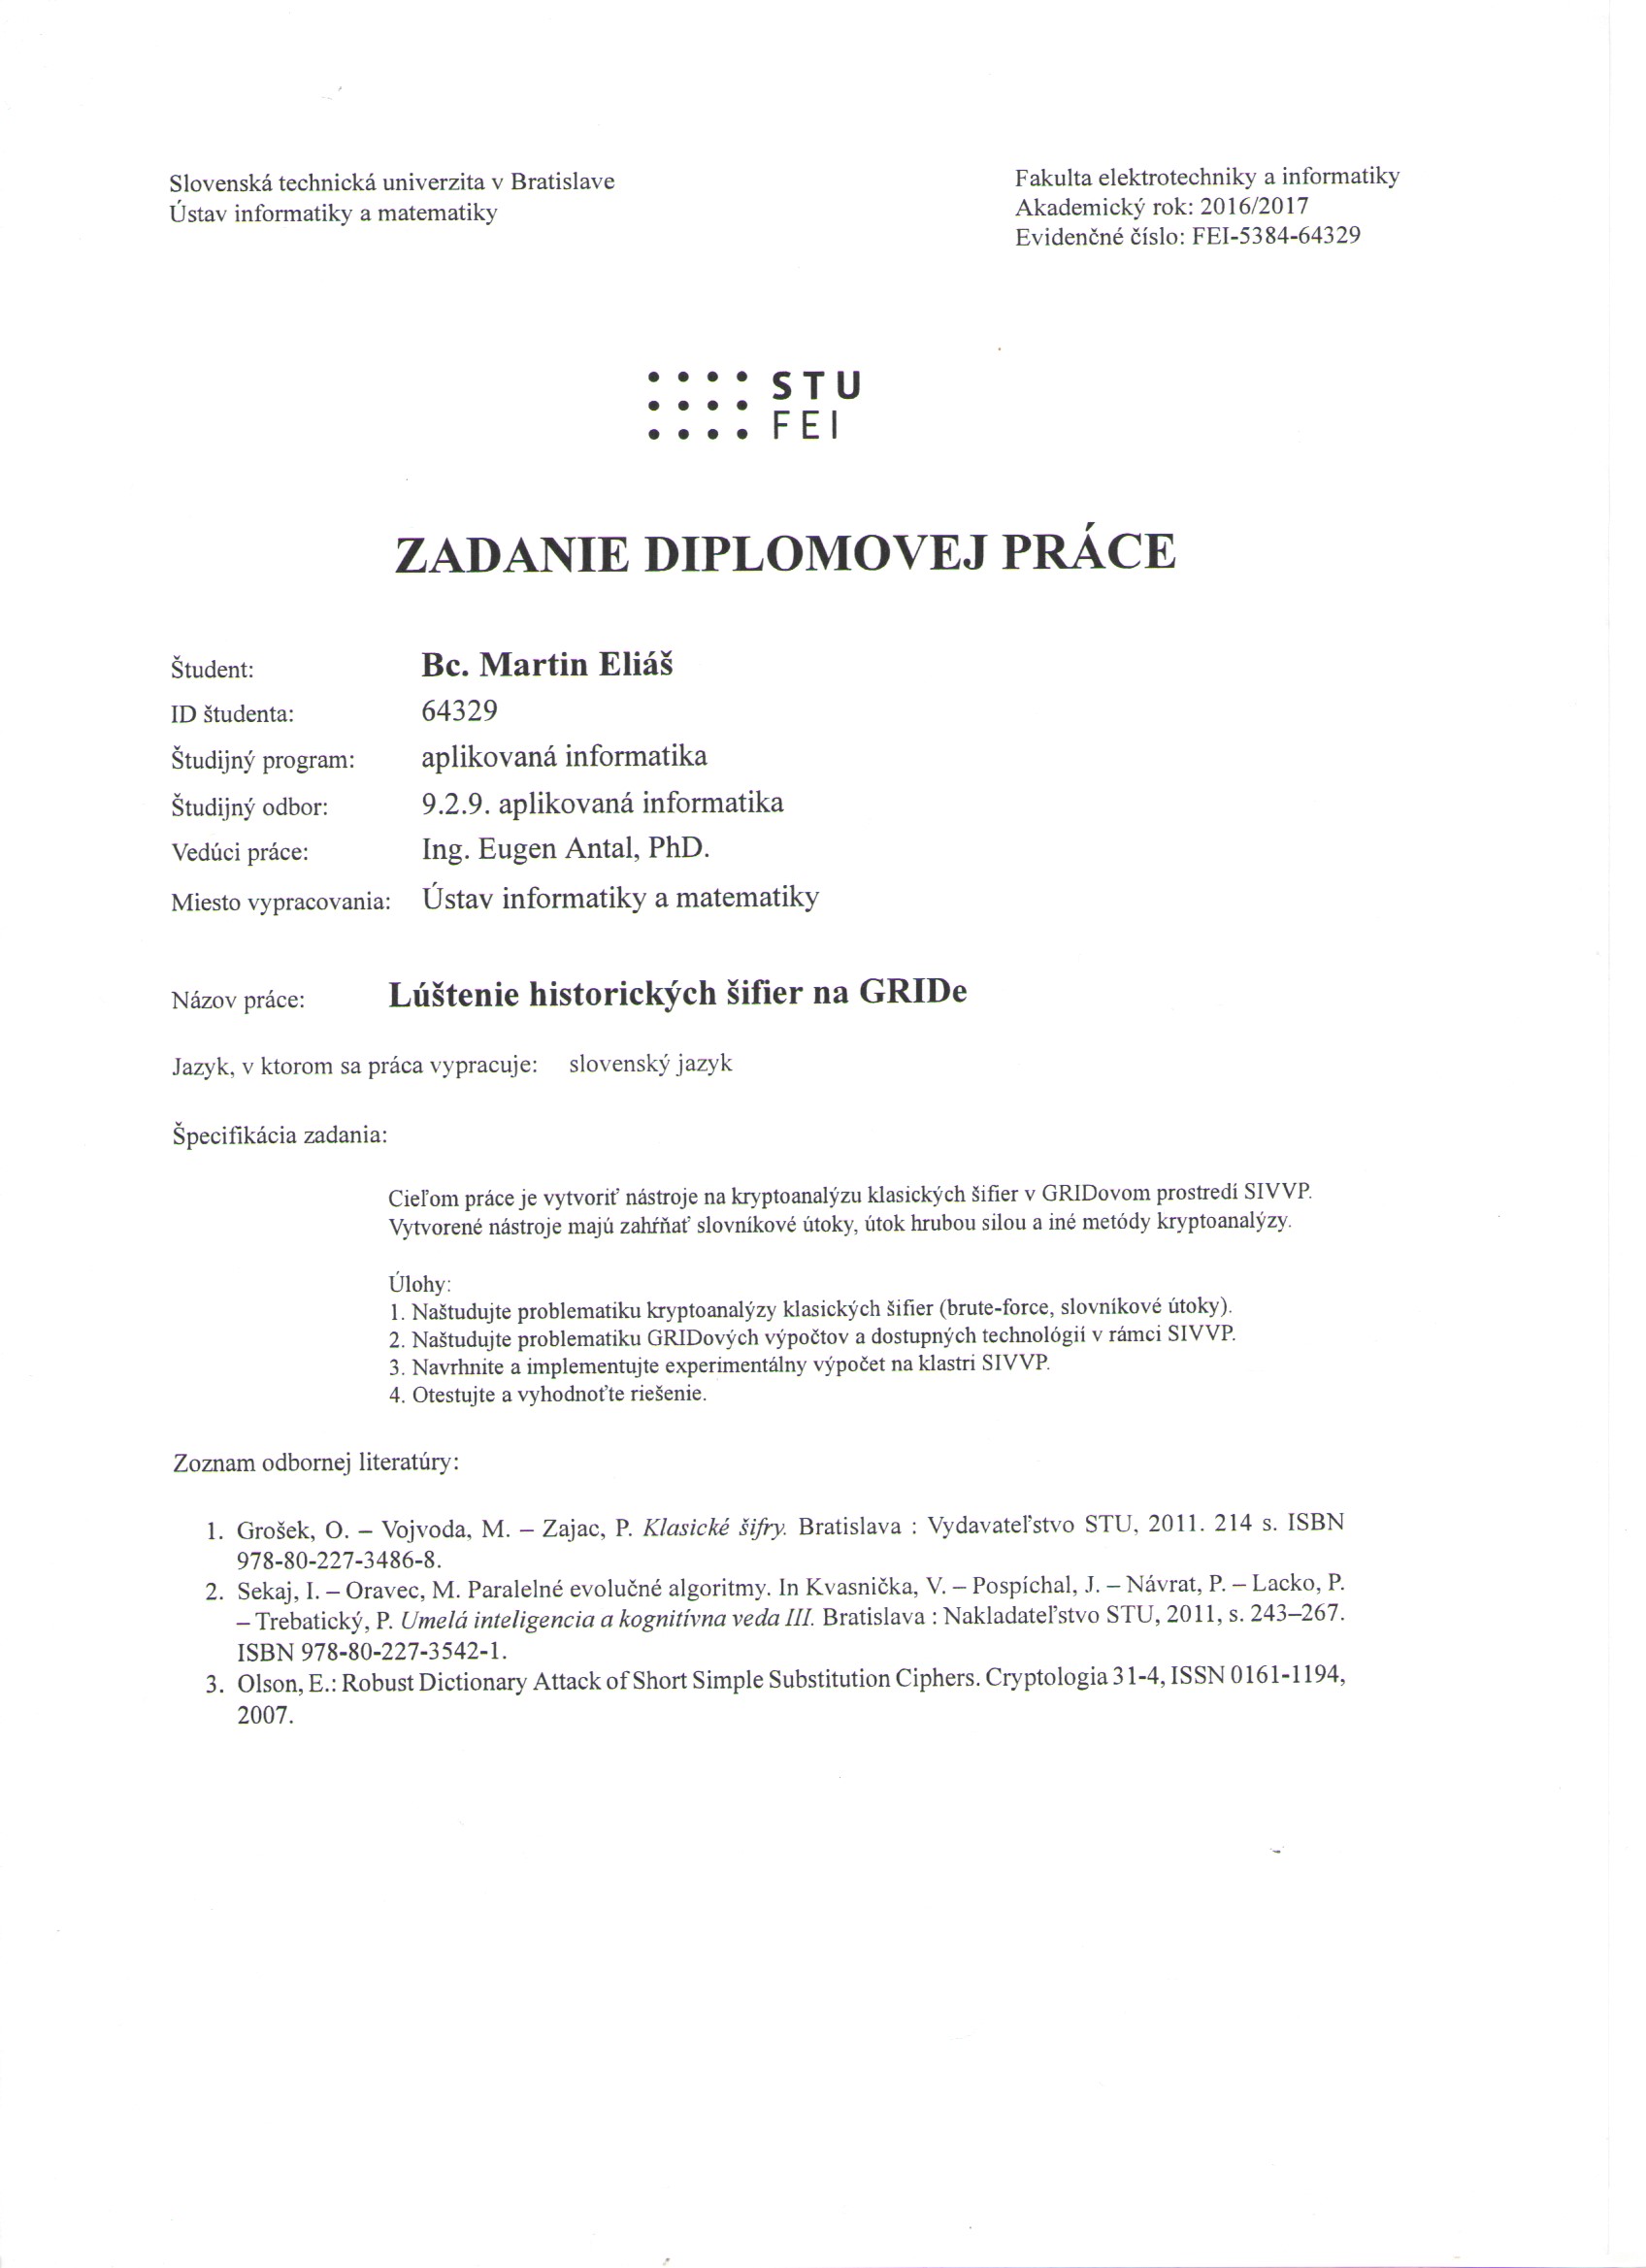 Slovenská technická univerzita v Bratislave
Ústav informatiky a matematiky
Fakulta elektrotechniky a informatiky
Akademický rok: 2016/2017
Evidenčné číslo: FEI-5384-64329
STU
FEI
ZADANIE DIPLOMOVEJ PRÁCE
Študent: Bc. Martin Eliáš
ID študenta: 64329
Študijný program: aplikovaná informatika
Študijný odbor: 9.2.9. aplikovaná informatika
Vedúci práce: Ing. Eugen Antal, PhD.
Miesto vypracovania: Ústav informatiky a matematiky
Názov práce: Lúštenie historických šifier na GRIDe
Jazyk, v ktorom sa práca vypracuje: slovenský jazyk
Špecifikácia zadania:
Cieľom práce je vytvoriť nástroje na kryptoanalýzu klasických šifier v GRIDovom prostredí SIVVP.
Vytvorené nástroje majú zahŕňať slovníkové útoky, útok hrubou silou a iné metódy kryptoanalýzy.
Úlohy:
1. Naštudujte problematiku kryptoanalýzy klasických šifier (brute-force, slovníkové útoky).
2. Naštudujte problematiku GRIDových výpočtov a dostupných technológií v rámci SIVVP.
3. Navrhnite a implementujte experimentálny výpočet na klastri SIVVP.
4. Otestujte a vyhodnoťte riešenie.
Zoznam odbornej literatúry:
1. Grošek, O. – Vojvoda, M. – Zajac, P. Klasické šifry. Bratislava : Vydavateľstvo STU, 2011. 214 s. ISBN
978-80-227-3486-8.
2. Sekaj, I. – Oravec, M. Paralelné evolučné algoritmy. In Kvasnička, V. – Pospíchal, J. – Návrat, P. – Lacko, P.
– Trebatický, P. Umelá inteligencia a kognitívna veda III. Bratislava : Nakladateľstvo STU, 2011, s. 243–267.
ISBN 978-80-227-3542-1.
3. Olson, E.: Robust Dictionary Attack of Short Simple Substitution Ciphers. Cryptologia 31-4, ISSN 0161-1194,
2007.